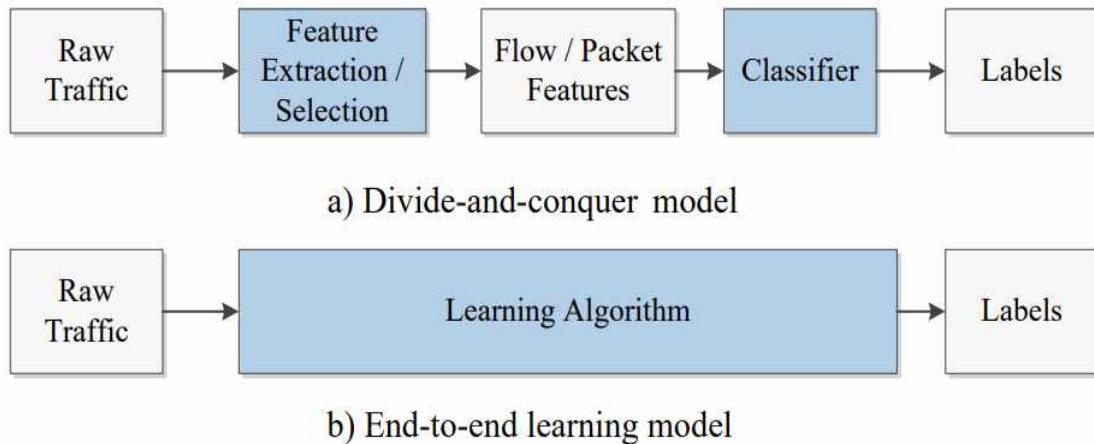 Raw
Traffic
Feature
Extraction /
Selection
Flow / Packet
Features
Classifier
Labels
a) Divide-and-conquer model
Raw
Traffic
Learning Algorithm
Labels
b) End-to-end learning model